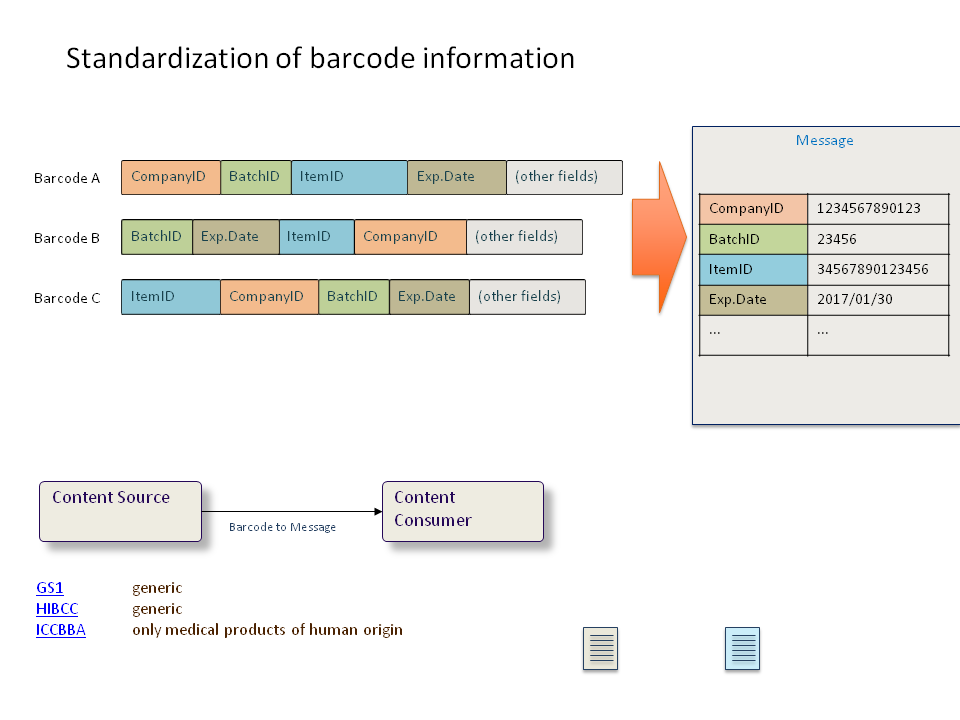 Standardization of barcode information
Message
Barcode A CompanyID BatchID ItemID Exp.Date (other fields)
Barcode B BatchID Exp.Date ItemID CompanyID (other fields)
Barcode C ItemID CompanyID BatchID Exp.Date (other fields)
CompanyID 1234567890123
BatchID 23456
ItemID 34567890123456
Exp.Date 2017/01/30
... ...
Content Source
Barcode to Message
Content
Consumer
GS1 generic
HIBCC generic
ICCBBA only medical products of human origin